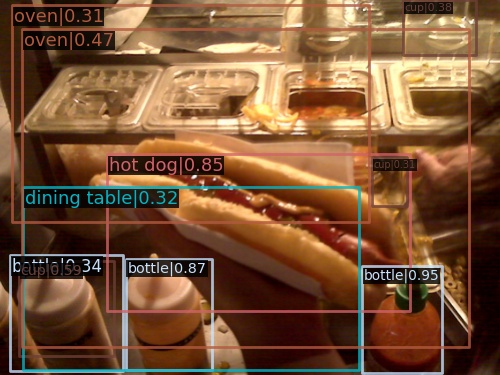 oven|0.31
cup|0.38
oven|0.47
hot dog|0.85
cup|0.31
dining table|0.32
bottle|0.34
cup|0.59
bottle|0.87
bottle|0.95